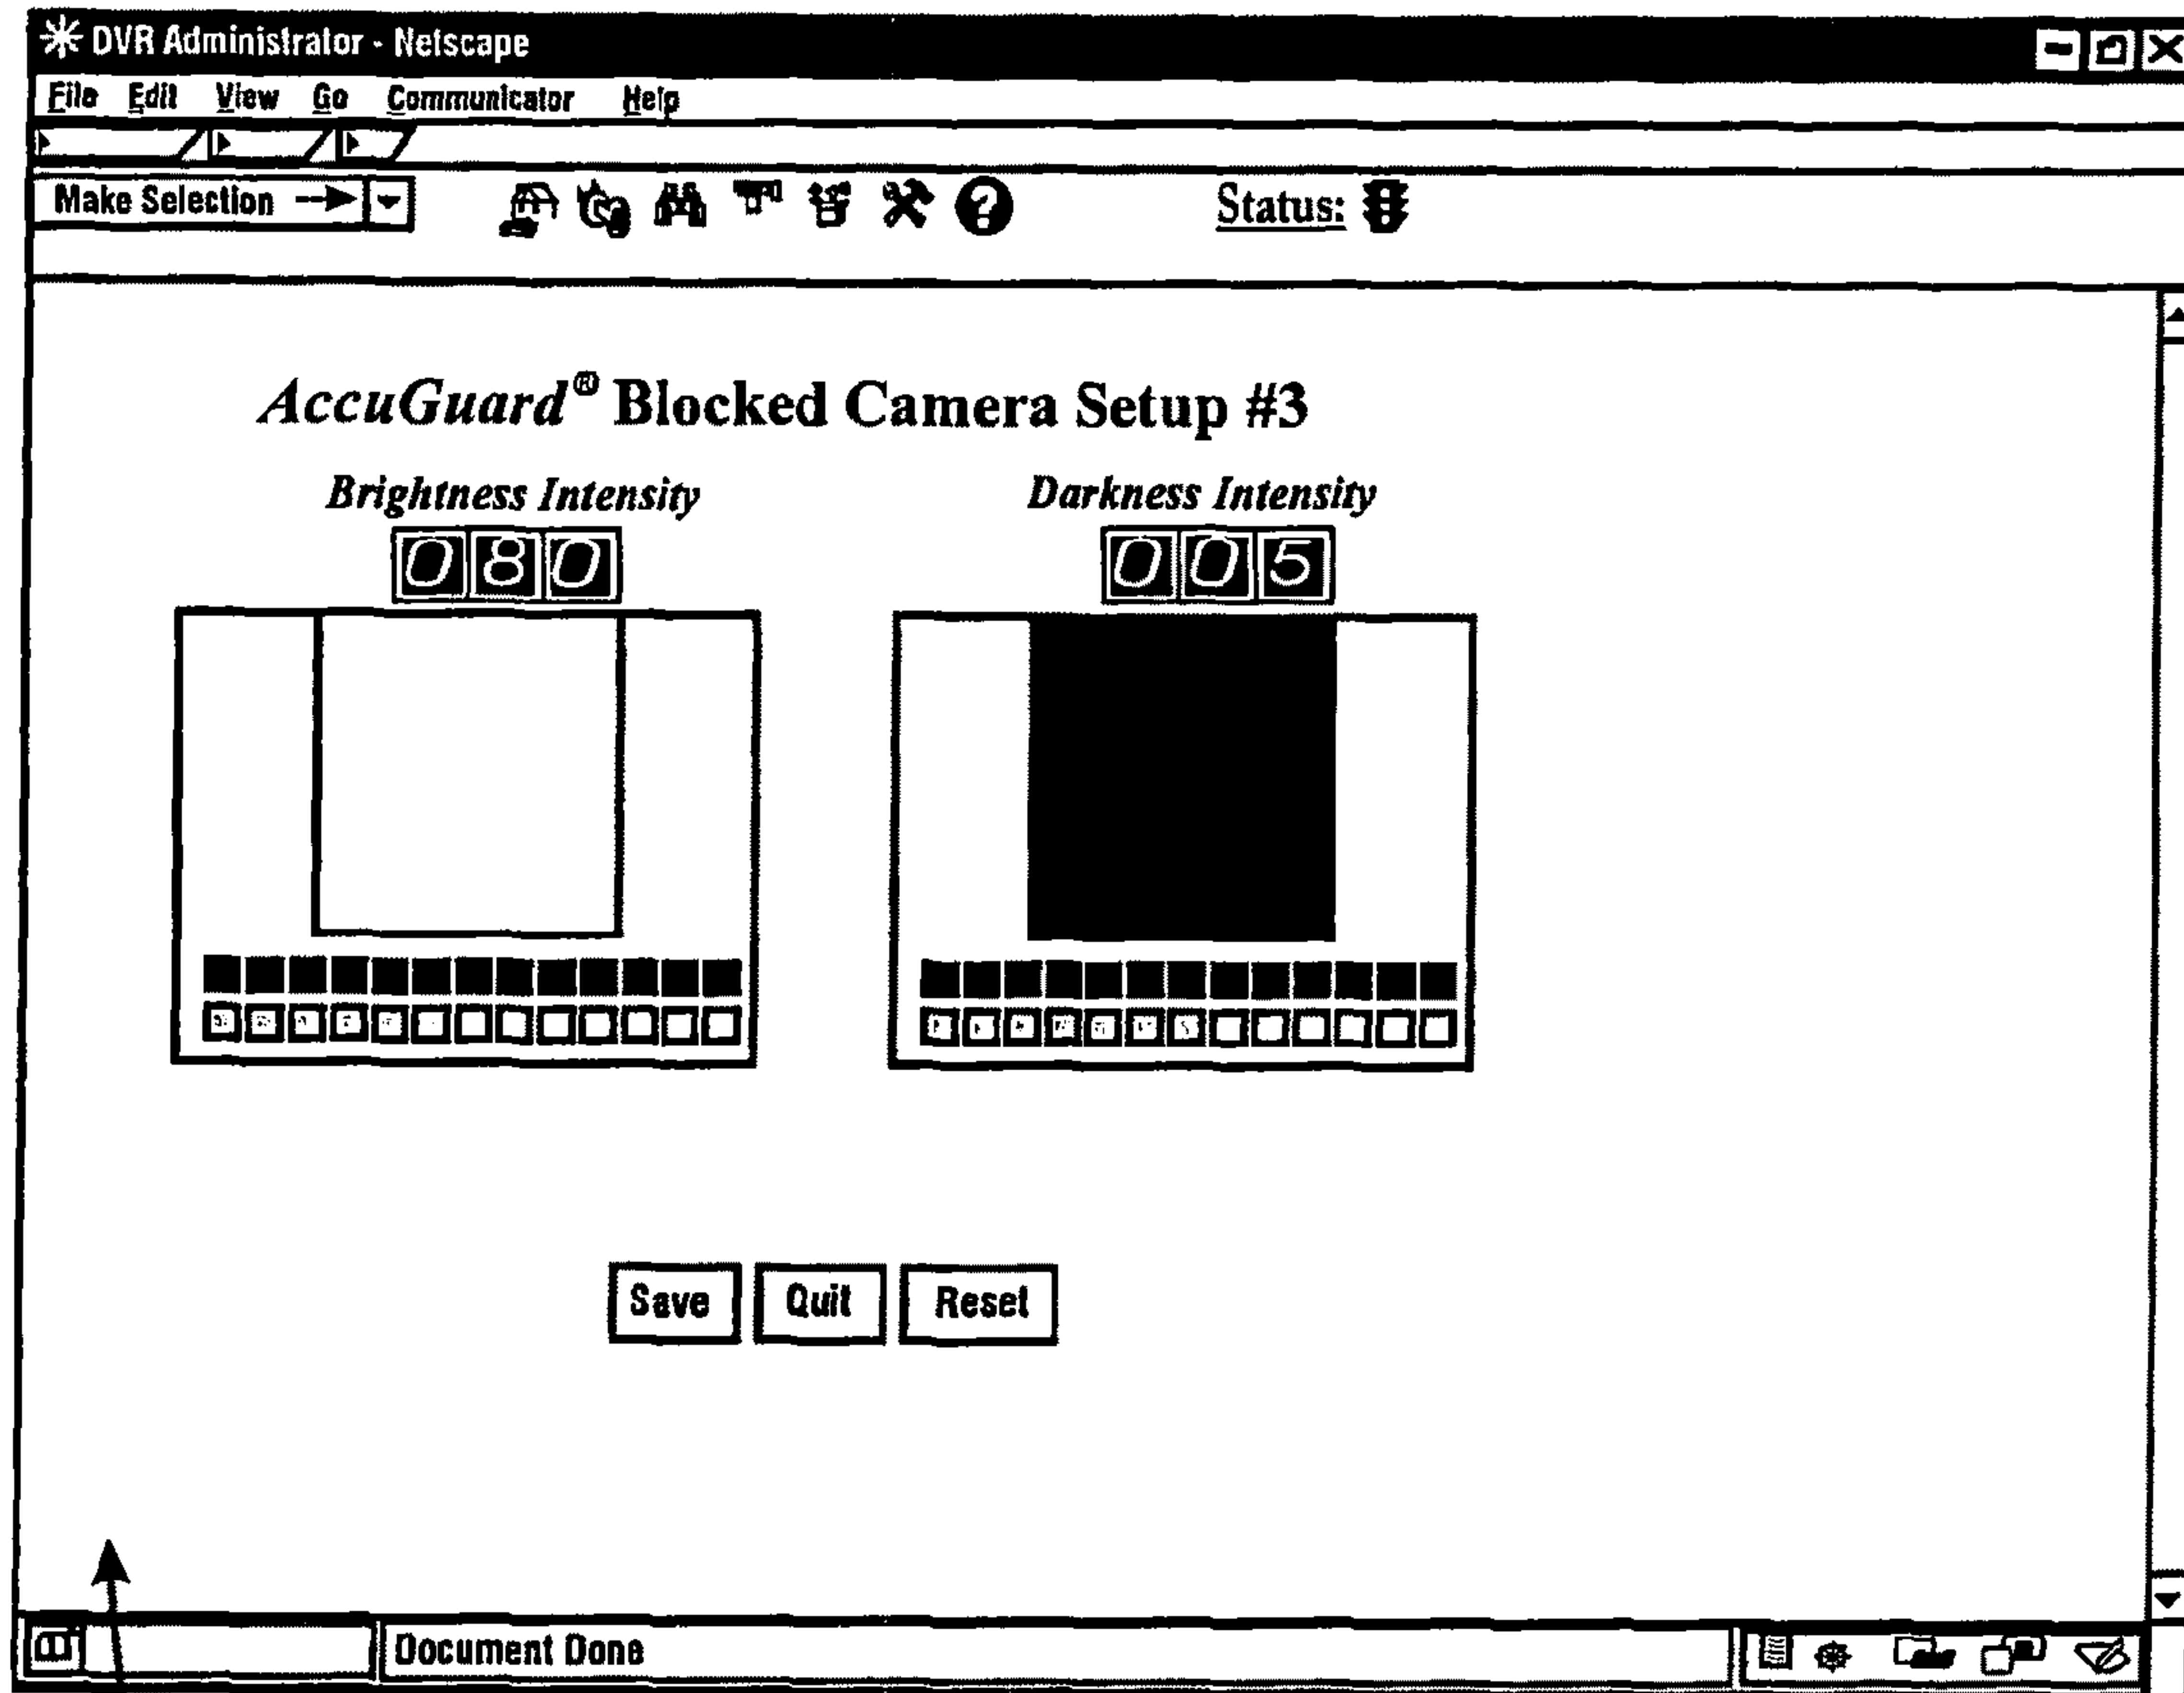 DVR Administrator - Netscape
File Edit View Go Communicator Help
Make Selection
Status:
AccuGuard® Blocked Camera Setup #3
Brightness Intensity Darkness Intensity
080 005
Save Quit Reset
Document Done